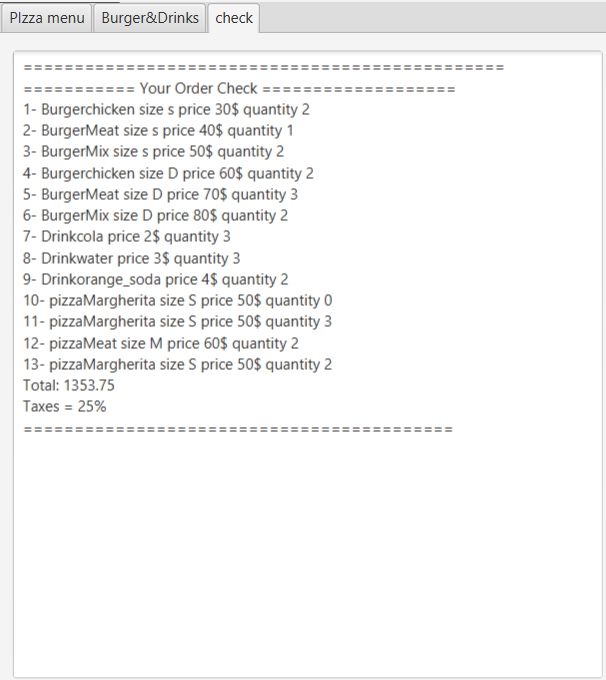 PIzza menu
Burger&Drinks
check
===============================================
=========== Your Order Check ===================
1- Burgerchicken size s price 30$ quantity 2
2- BurgerMeat size s price 40$ quantity 1
3- BurgerMix size s price 50$ quantity 2
4- Burgerchicken size D price 60$ quantity 2
5- BurgerMeat size D price 70$ quantity 3
6- BurgerMix size D price 80$ quantity 2
7- Drinkcola price 2$ quantity 3
8- Drinkwater price 3$ quantity 3
9- Drinkorange_soda price 4$ quantity 2
10- pizzaMargherita size S price 50$ quantity 0
11- pizzaMargherita size S price 50$ quantity 3
12- pizzaMeat size M price 60$ quantity 2
13- pizzaMargherita size S price 50$ quantity 2
Total: 1353.75
Taxes = 25%
==========================================